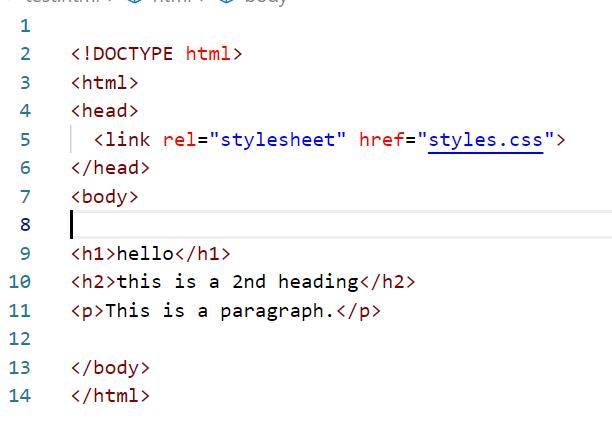 html
body
1
2 <!DOCTYPE html>
3 <html>
4 <head>
5   <link rel="stylesheet" href="styles.css">
6 </head>
7 <body>
8
9 <h1>hello</h1>
10 <h2>this is a 2nd heading</h2>
11 <p>This is a paragraph.</p>
12
13 </body>
14 </html>